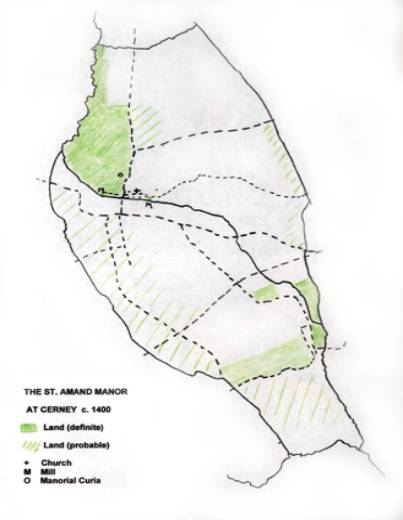 M
M
THE ST. AMAND MANOR
AT CERNEY c. 1400
Land (definite)
Land (probable)
+ Church
M Mill
O Manorial Curia